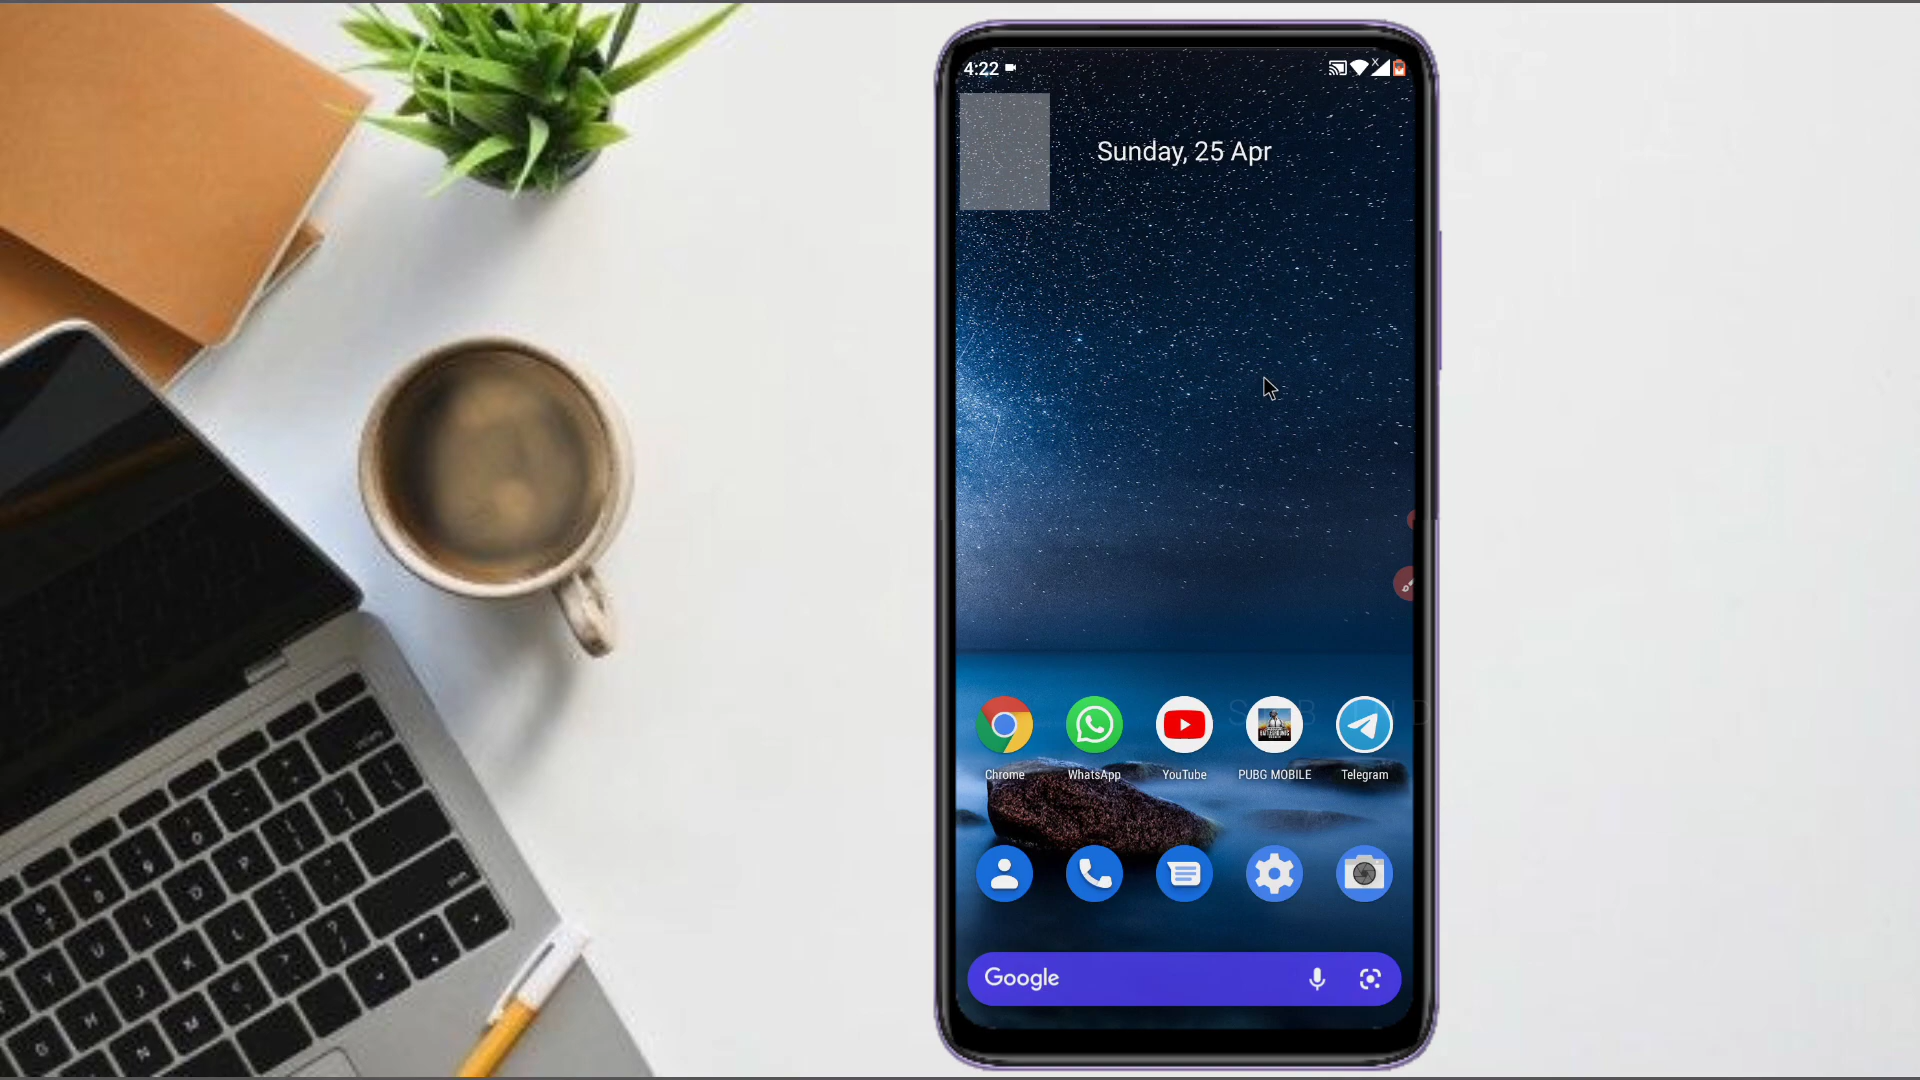 4:22
Sunday, 25 Apr
Chrome
WhatsApp
YouTube
PUBG MOBILE
Telegram
Google